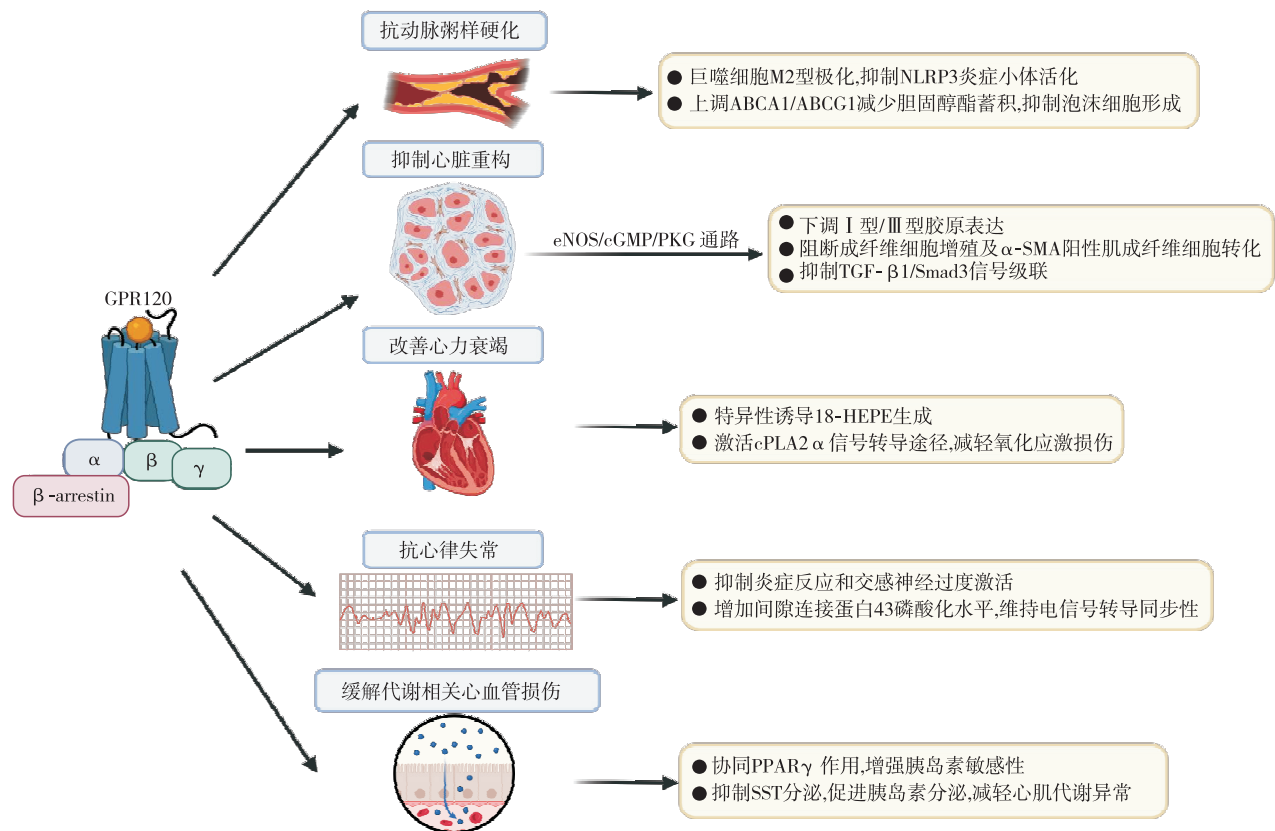 抗动脉粥样硬化
● 巨噬细胞M2型极化,抑制NLRP3炎症小体活化
● 上调ABCA1/ABCG1减少胆固醇酯蓄积,抑制泡沫细胞形成
抑制心脏重构
eNOS/cGMP/PKG 通路
● 下调Ⅰ型/Ⅲ型胶原表达
● 阻断成纤维细胞增殖及α-SMA阳性肌成纤维细胞转化
● 抑制TGF-β1/Smad3信号级联
GPR120
α
β
γ
β-arrestin
改善心力衰竭
● 特异性诱导18-HEPE生成
● 激活cPLA2α信号转导途径,减轻氧化应激损伤
抗心律失常
● 抑制炎症反应和交感神经过度激活
● 增加间隙连接蛋白43磷酸化水平,维持电信号转导同步性
缓解代谢相关心血管损伤
● 协同PPARγ 作用,增强胰岛素敏感性
● 抑制SST分泌,促进胰岛素分泌,减轻心肌代谢异常